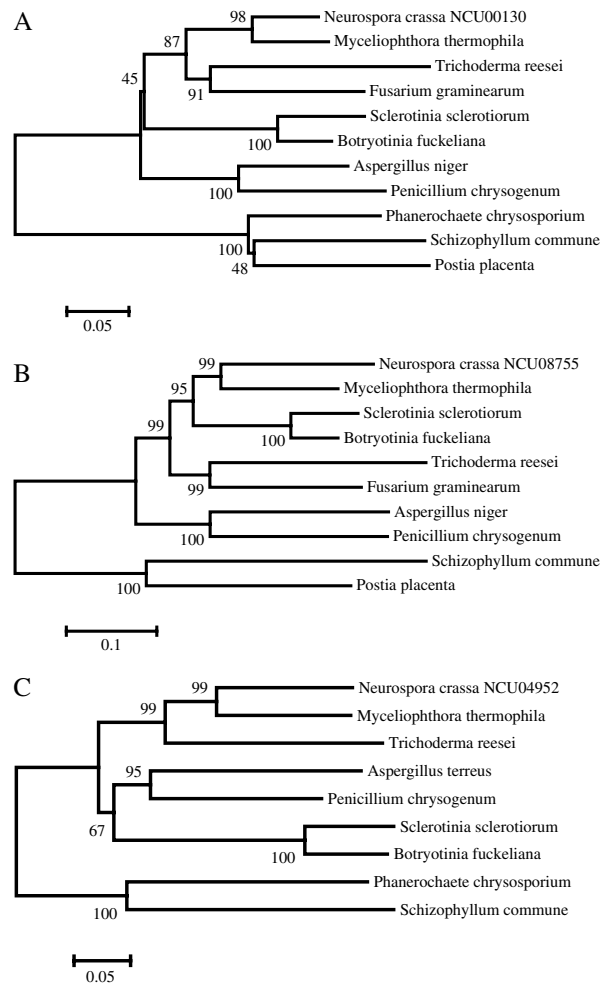 A
98
Neurospora crassa NCU00130
Myceliophthora thermophila
87
Trichoderma reesei
91
Fusarium graminearum
45
Sclerotinia sclerotiorum
100
Botryotinia fuckeliana
Aspergillus niger
100
Penicillium chrysogenum
Phanerochaete chrysosporium
100
Schizophyllum commune
48
Postia placenta
0.05
B
99
Neurospora crassa NCU08755
95
Myceliophthora thermophila
Sclerotinia sclerotiorum
99
100
Botryotinia fuckeliana
Trichoderma reesei
99
Fusarium graminearum
Aspergillus niger
100
Penicillium chrysogenum
Schizophyllum commune
100
Postia placenta
0.1
C
99
Neurospora crassa NCU04952
99
Myceliophthora thermophila
Trichoderma reesei
95
Aspergillus terreus
Penicillium chrysogenum
67
Sclerotinia sclerotiorum
100
Botryotinia fuckeliana
Phanerochaete chrysosporium
100
Schizophyllum commune
0.05